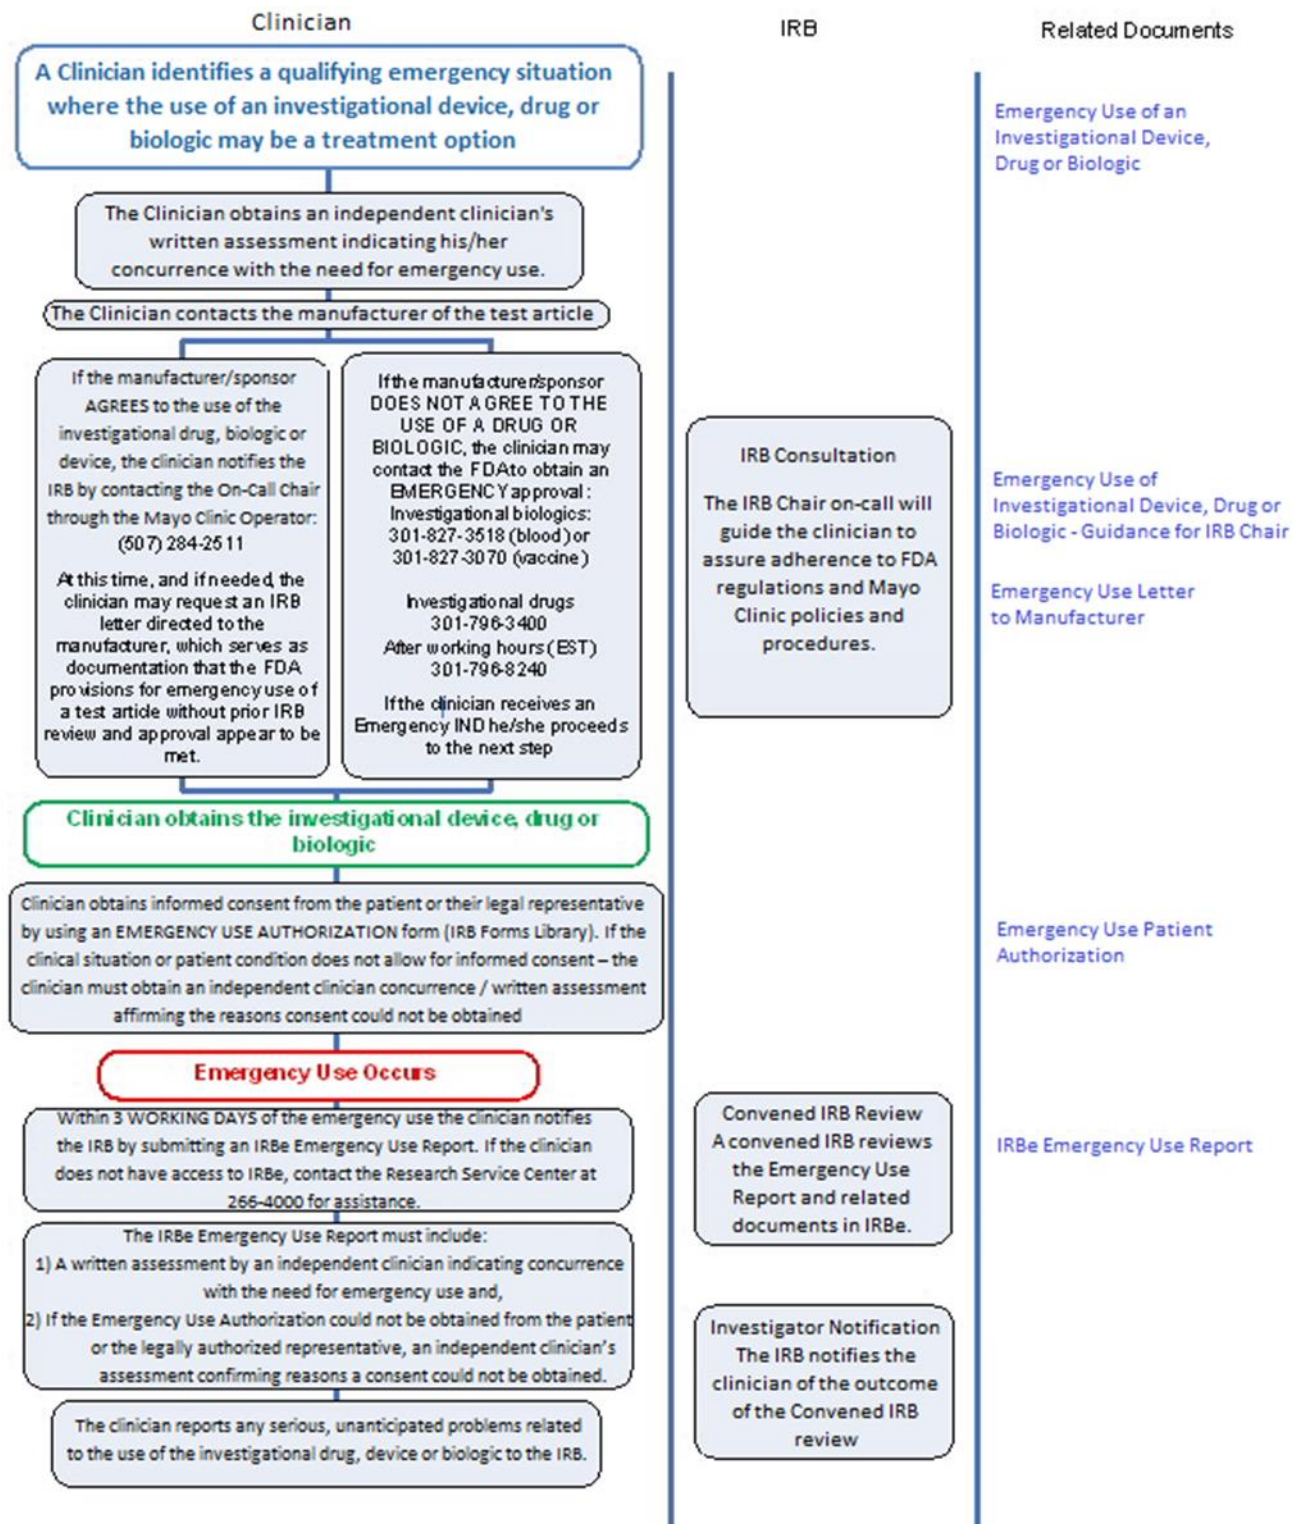 Clinician
IRB
Related Documents
A Clinician identifies a qualifying emergency situation
where the use of an investigational device, drug or
biologic may be a treatment option
Emergency Use of an
Investigational Device,
Drug or Biologic
The Clinician obtains an independent clinician's
written assessment indicating his/her
concurrence with the need for emergency use.
The Clinician contacts the manufacturer of the test article
If the manufacturer/sponsor
AGREES to the use of the
investigational drug, biologic or
device, the clinician notifies the
IRB by contacting the On-Call Chair
through the Mayo Clinic Operator:
(507) 284-2511
At this time, and if needed, the
clinician may request an IRB
letter directed to the
manufacturer, which serves as
documentation that the FDA
provisions for emergency use of
a test article without prior IRB
review and approval appear to be
met.
If the manufacturer/sponsor
DOES NOT AGREE TO THE
USE OF A DRUG OR
BIOLOGIC, the clinician may
contact the FDA to obtain an
EMERGENCY approval:
Investigational biologics:
301-827-3518 (blood) or
301-827-3070 (vaccine)
Investigational drugs
301-796-3400
After working hours (EST)
301-796-8240
If the clinician receives an
Emergency IND he/she proceeds
to the next step
IRB Consultation
The IRB Chair on-call will
guide the clinician to
assure adherence to FDA
regulations and Mayo
Clinic policies and
procedures.
Emergency Use of
Investigational Device, Drug or
Biologic - Guidance for IRB Chair
Emergency Use Letter
to Manufacturer
Clinician obtains the investigational device, drug or
biologic
Clinician obtains informed consent from the patient or their legal representative
by using an EMERGENCY USE AUTHORIZATION form (IRB Forms Library). If the
clinical situation or patient condition does not allow for informed consent – the
clinician must obtain an independent clinician concurrence / written assessment
affirming the reasons consent could not be obtained
Emergency Use Patient
Authorization
Emergency Use Occurs
Within 3 WORKING DAYS of the emergency use the clinician notifies
the IRB by submitting an IRBe Emergency Use Report. If the clinician
does not have access to IRBe, contact the Research Service Center at
266-4000 for assistance.
Convened IRB Review
A convened IRB reviews
the Emergency Use
Report and related
documents in IRBe.
IRBe Emergency Use Report
The IRBe Emergency Use Report must include:
1) A written assessment by an independent clinician indicating concurrence
with the need for emergency use and,
2) If the Emergency Use Authorization could not be obtained from the patient
or the legally authorized representative, an independent clinician's
assessment confirming reasons a consent could not be obtained.
Investigator Notification
The IRB notifies the
clinician of the outcome
of the Convened IRB
review
The clinician reports any serious, unanticipated problems related
to the use of the investigational drug, device or biologic to the IRB.